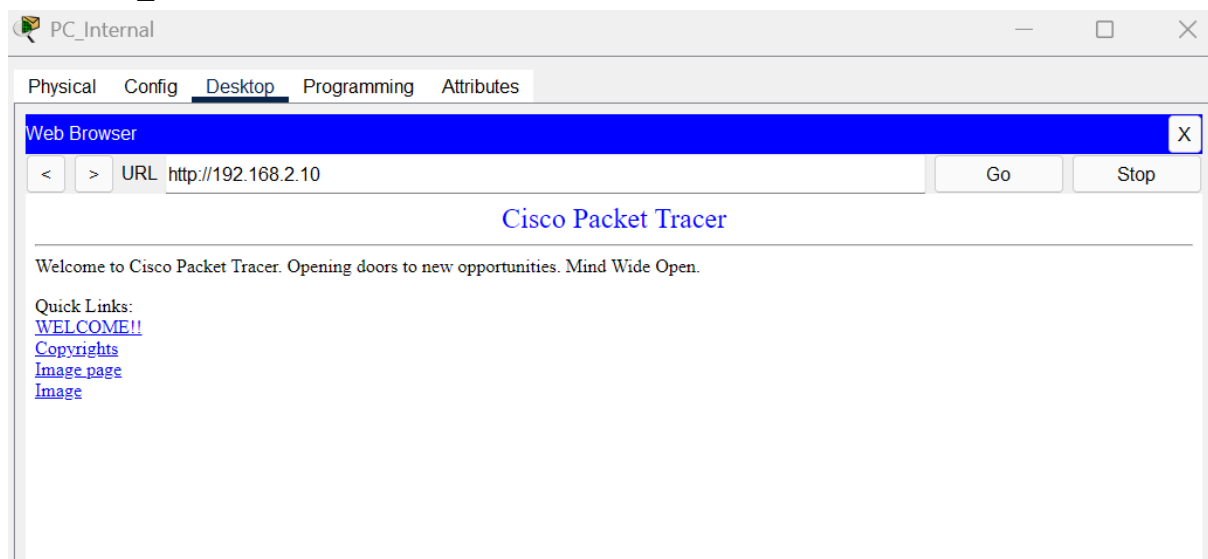 PC_Internal
Physical Config Desktop Programming Attributes
Web Browser X
< > URL http://192.168.2.10 Go Stop
Cisco Packet Tracer
Welcome to Cisco Packet Tracer. Opening doors to new opportunities. Mind Wide Open.
Quick Links:
WELCOME!!
Copyrights
Image page
Image